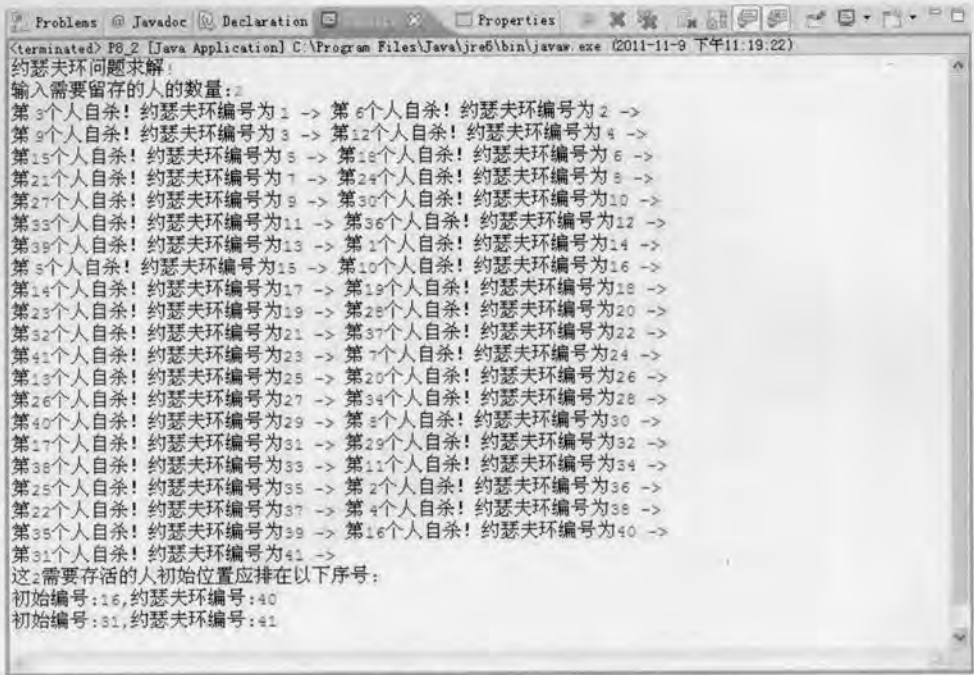 Problems @ Javadoc Declaration Properties
<terminated> P8_2 [Java Application] C:\Program Files\Java\jre6\bin\javaw.exe (2011-11-9 下午11:19:22)
约瑟夫环问题求解!
输入需要留存的人的数量:2
第 3个人自杀! 约瑟夫环编号为 1 -> 第 6个人自杀! 约瑟夫环编号为 2 ->
第 9个人自杀! 约瑟夫环编号为 3 -> 第12个人自杀! 约瑟夫环编号为 4 ->
第15个人自杀! 约瑟夫环编号为 5 -> 第18个人自杀! 约瑟夫环编号为 6 ->
第21个人自杀! 约瑟夫环编号为 7 -> 第24个人自杀! 约瑟夫环编号为 8 ->
第27个人自杀! 约瑟夫环编号为 9 -> 第30个人自杀! 约瑟夫环编号为10 ->
第33个人自杀! 约瑟夫环编号为11 -> 第36个人自杀! 约瑟夫环编号为12 ->
第39个人自杀! 约瑟夫环编号为13 -> 第 1个人自杀! 约瑟夫环编号为14 ->
第 5个人自杀! 约瑟夫环编号为15 -> 第10个人自杀! 约瑟夫环编号为16 ->
第14个人自杀! 约瑟夫环编号为17 -> 第19个人自杀! 约瑟夫环编号为18 ->
第23个人自杀! 约瑟夫环编号为19 -> 第28个人自杀! 约瑟夫环编号为20 ->
第32个人自杀! 约瑟夫环编号为21 -> 第37个人自杀! 约瑟夫环编号为22 ->
第41个人自杀! 约瑟夫环编号为23 -> 第 7个人自杀! 约瑟夫环编号为24 ->
第13个人自杀! 约瑟夫环编号为25 -> 第20个人自杀! 约瑟夫环编号为26 ->
第26个人自杀! 约瑟夫环编号为27 -> 第34个人自杀! 约瑟夫环编号为28 ->
第40个人自杀! 约瑟夫环编号为29 -> 第 8个人自杀! 约瑟夫环编号为30 ->
第17个人自杀! 约瑟夫环编号为31 -> 第29个人自杀! 约瑟夫环编号为32 ->
第38个人自杀! 约瑟夫环编号为33 -> 第11个人自杀! 约瑟夫环编号为34 ->
第25个人自杀! 约瑟夫环编号为35 -> 第 2个人自杀! 约瑟夫环编号为36 ->
第22个人自杀! 约瑟夫环编号为37 -> 第 4个人自杀! 约瑟夫环编号为38 ->
第35个人自杀! 约瑟夫环编号为39 -> 第16个人自杀! 约瑟夫环编号为40 ->
第31个人自杀! 约瑟夫环编号为41 ->
这2需要存活的人初始位置应排在以下序号:
初始编号:16,约瑟夫环编号:40
初始编号:31,约瑟夫环编号:41